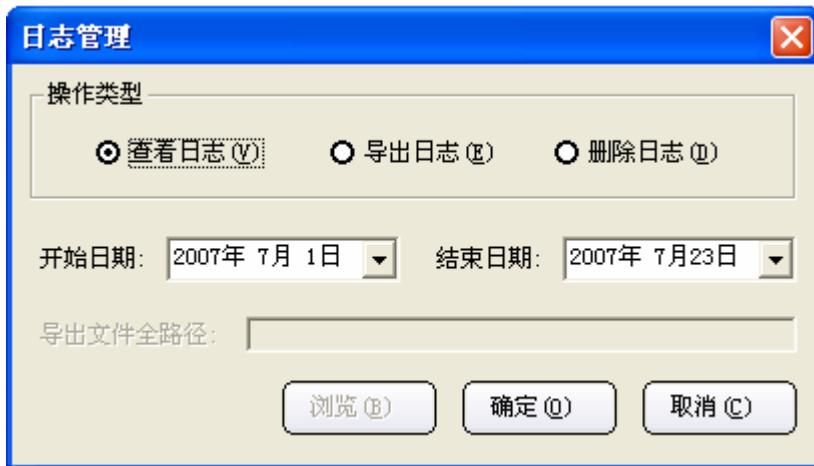 日志管理
操作类型
查看日志(V) 导出日志(E) 删除日志(D)
开始日期: 2007年 7月 1日 结束日期: 2007年 7月23日
导出文件全路径:
浏览(B) 确定(O) 取消(C)